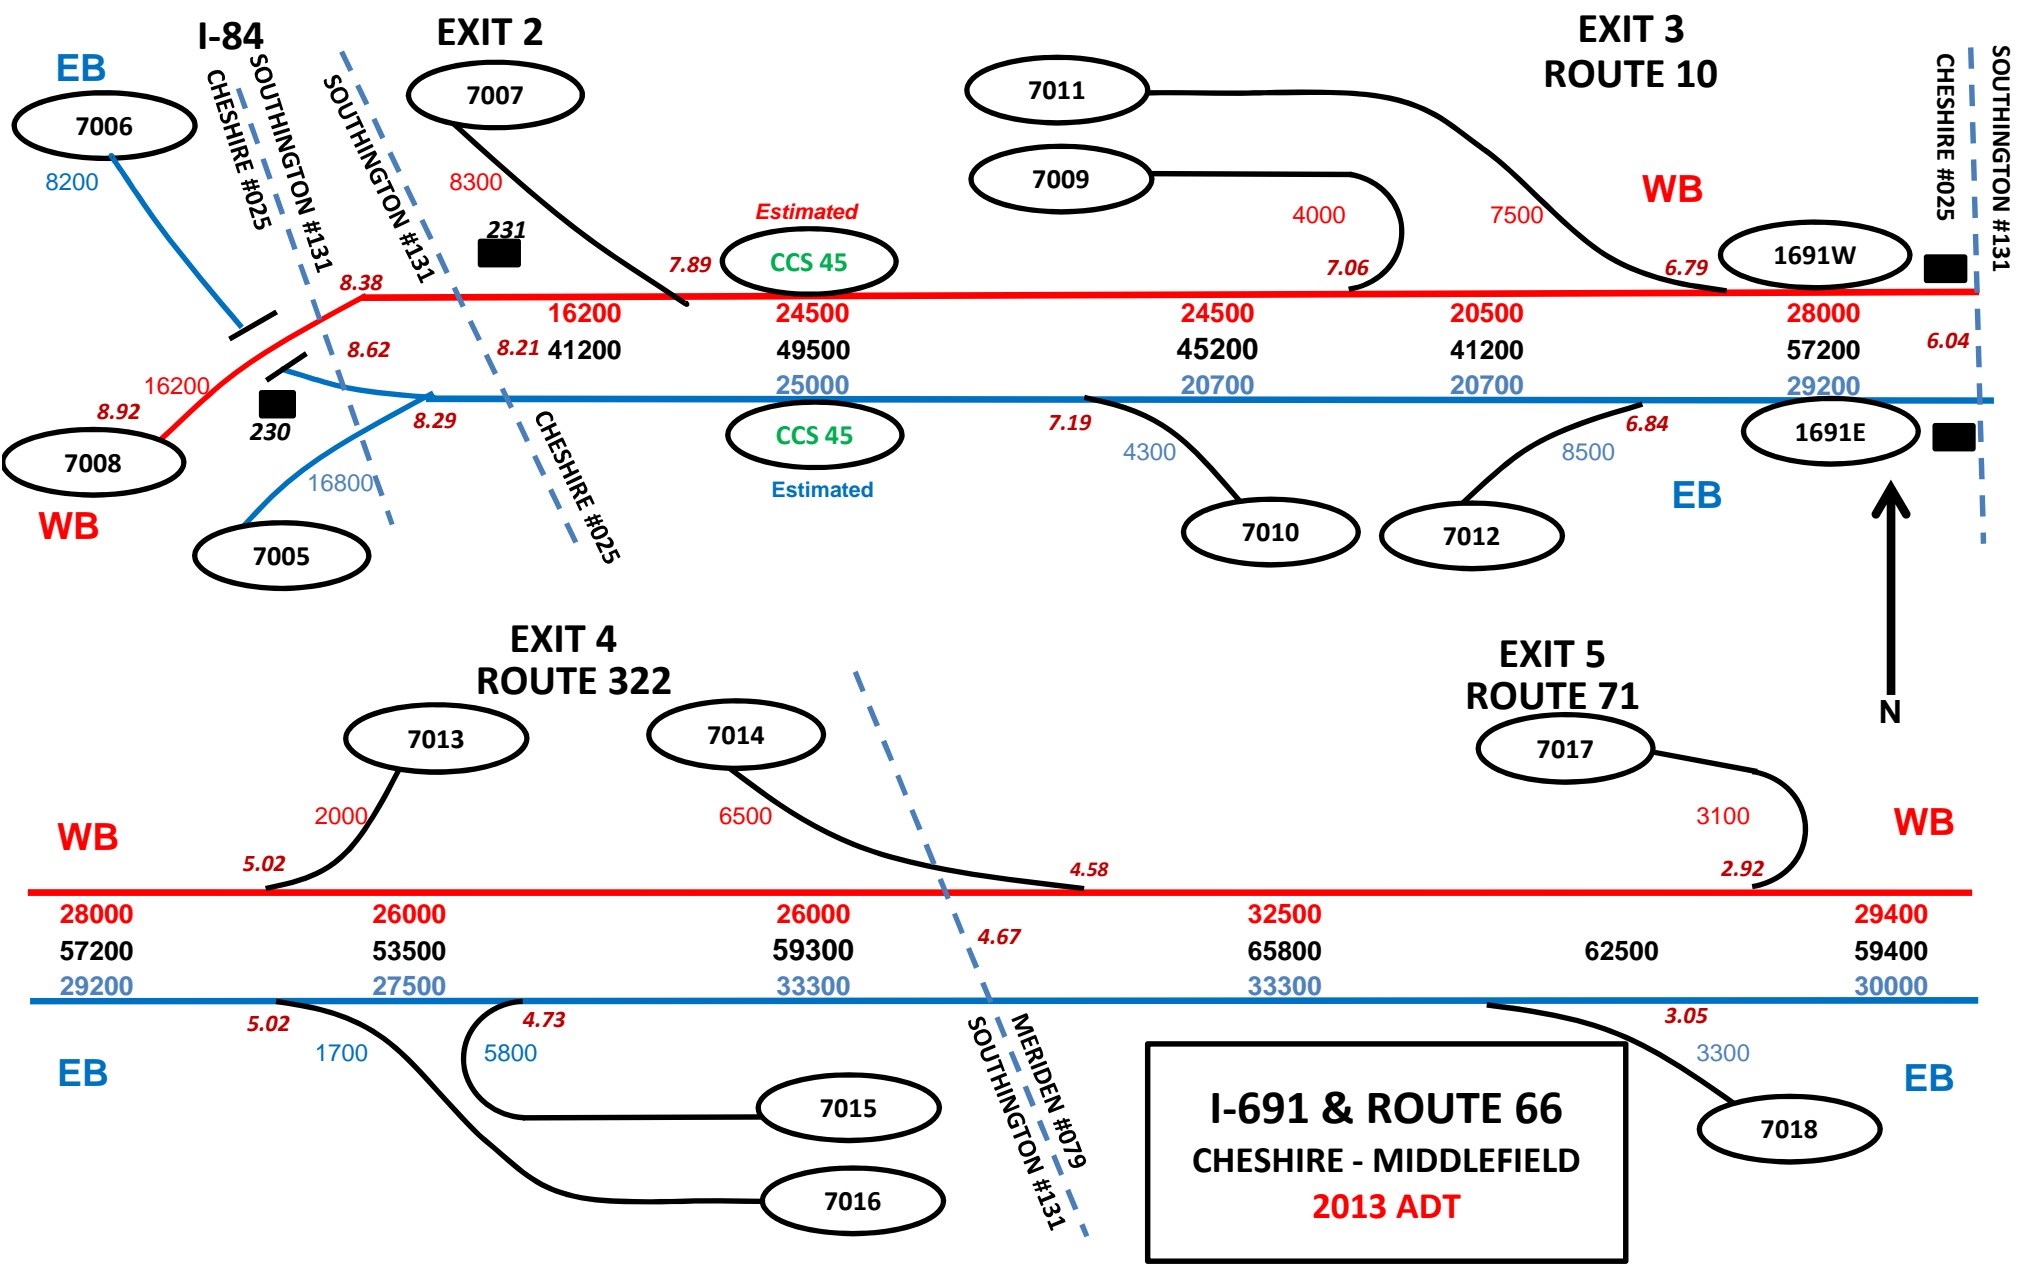 I-84
EXIT 2
EXIT 3
ROUTE 10
EB
7006
8200
CHESHIRE #025
SOUTHINGTON #131
SOUTHINGTON #131
CHESHIRE #025
7007
8300
231
7011
7009
4000
7500
WB
CHESHIRE #025
SOUTHINGTON #131
Estimated
CCS 45
7.89
7.06
6.79
1691W
8.38
16200
24500
24500
20500
28000
8.62
8.21
41200
49500
45200
41200
57200
6.04
25000
20700
20700
29200
16200
8.92
230
8.29
7008
WB
16800
7005
CCS 45
Estimated
7.19
4300
7010
6.84
8500
7012
EB
1691E
N
EXIT 4
ROUTE 322
EXIT 5
ROUTE 71
7013
7014
7017
2000
6500
3100
WB
WB
5.02
4.58
2.92
28000
26000
26000
32500
29400
57200
53500
59300
4.67
65800
62500
59400
29200
27500
33300
33300
30000
5.02
4.73
3.05
EB
1700
5800
3300
EB
7015
7016
7018
SOUTHINGTON #131
MERIDEN #079
I-691 & ROUTE 66
CHESHIRE - MIDDLEFIELD
2013 ADT